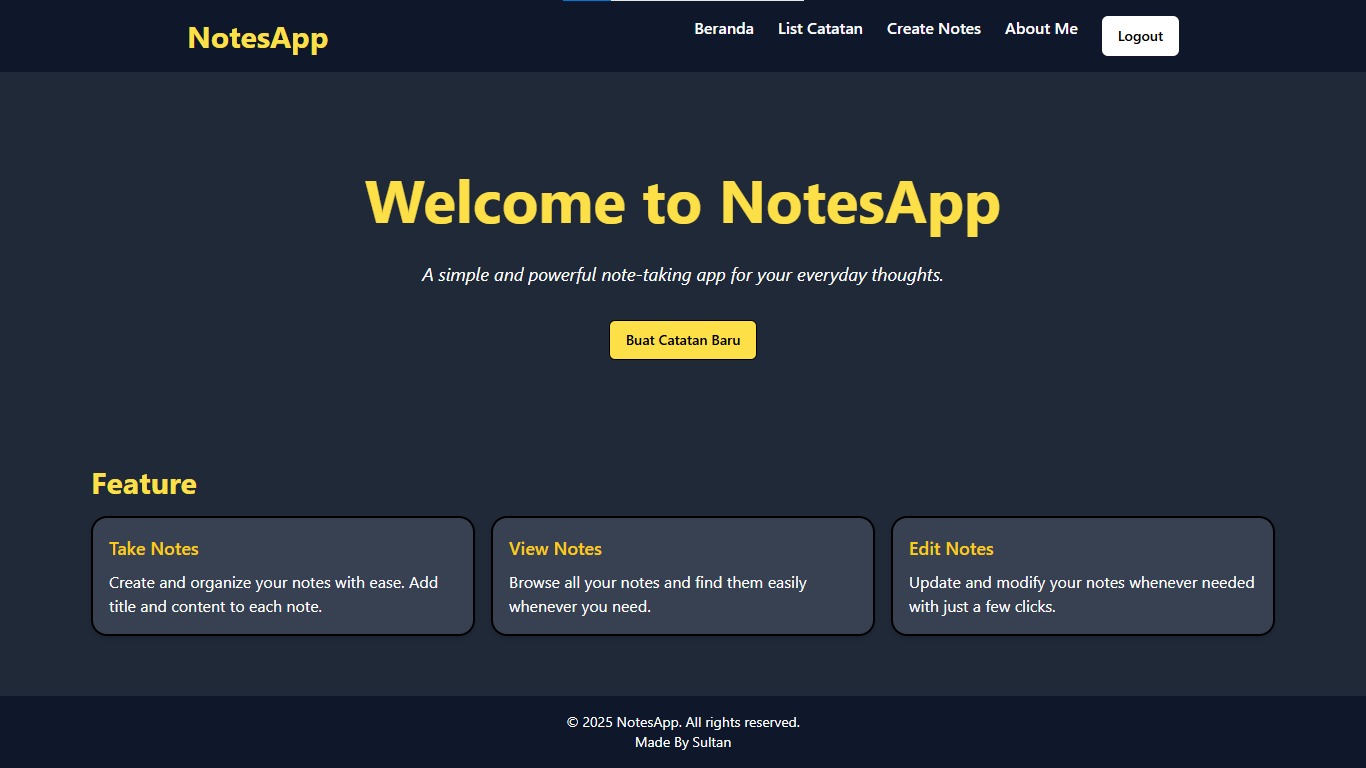 NotesApp
Beranda List Catatan Create Notes About Me Logout
Welcome to NotesApp
A simple and powerful note-taking app for your everyday thoughts.
Buat Catatan Baru
Feature
Take Notes
Create and organize your notes with ease. Add
title and content to each note.
View Notes
Browse all your notes and find them easily
whenever you need.
Edit Notes
Update and modify your notes whenever needed
with just a few clicks.
© 2025 NotesApp. All rights reserved.
Made By Sultan